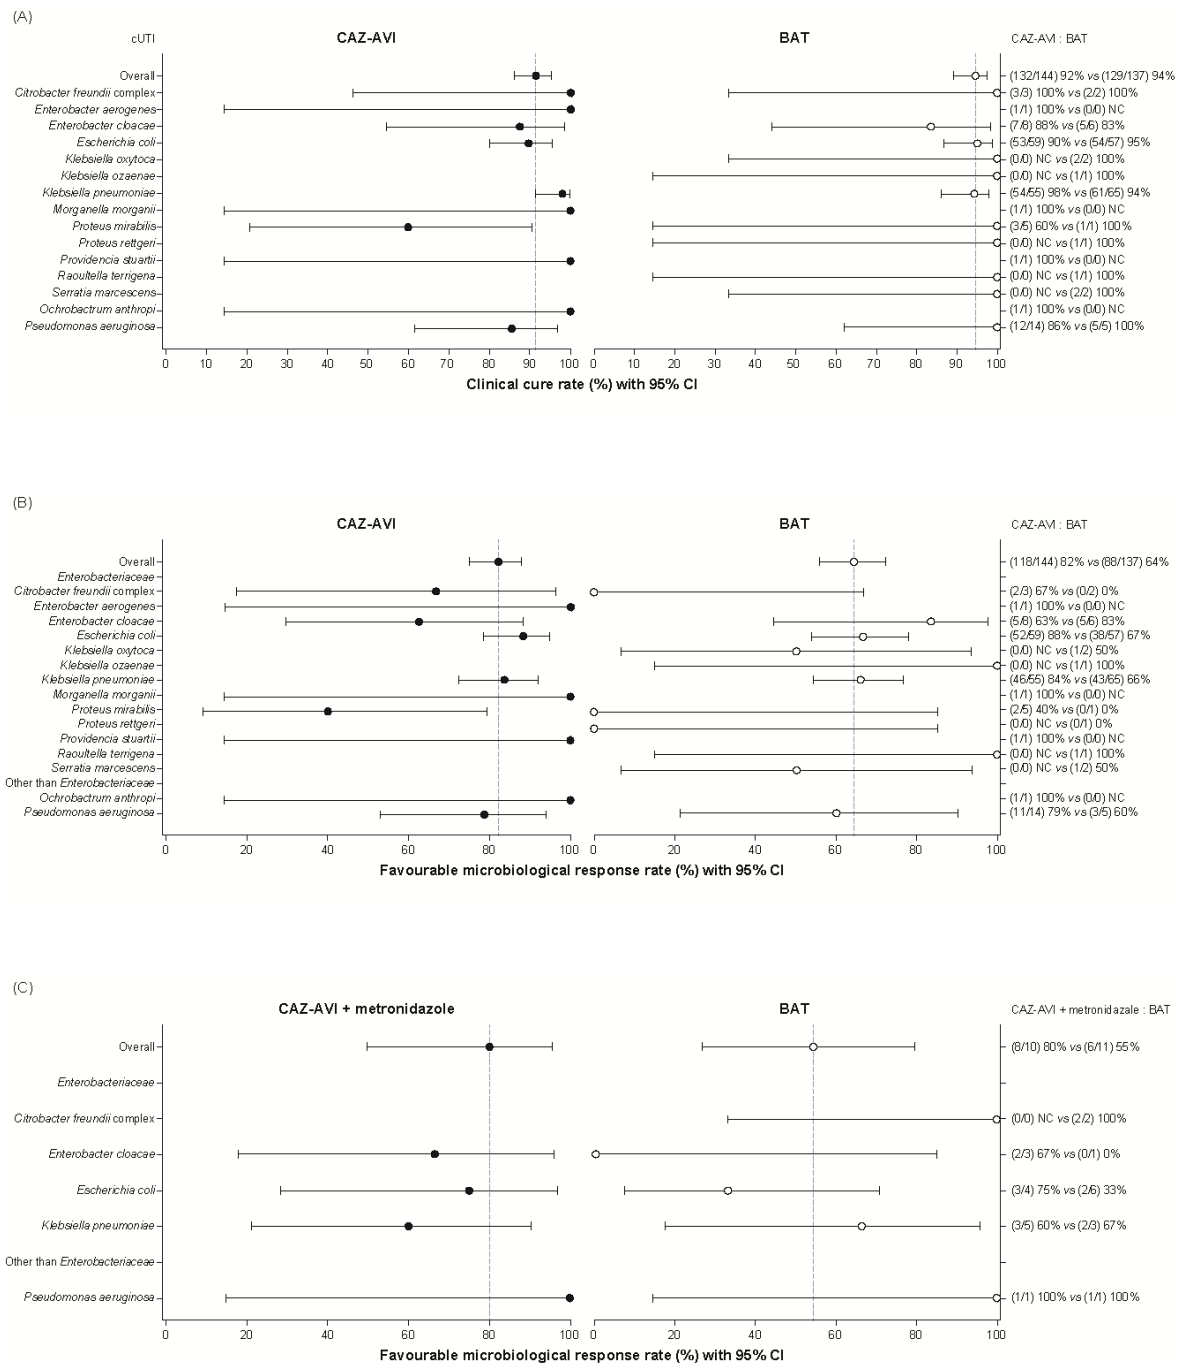 (A)
cUTI CAZ-AVI BAT CAZ-AVI : BAT
Overall (132/144) 92% vs (129/137) 94%
Citrobacter freundii complex (3/3) 100% vs (2/2) 100%
Enterobacter aerogenes (1/1) 100% vs (0/0) NC
Enterobacter cloacae (7/8) 88% vs (5/6) 83%
Escherichia coli (53/59) 90% vs (54/57) 95%
Klebsiella oxytoca (0/0) NC vs (2/2) 100%
Klebsiella ozaenae (0/0) NC vs (1/1) 100%
Klebsiella pneumoniae (54/55) 98% vs (61/65) 94%
Morganella morganii (1/1) 100% vs (0/0) NC
Proteus mirabilis (3/5) 60% vs (1/1) 100%
Proteus rettgeri (0/0) NC vs (1/1) 100%
Providencia stuartii (1/1) 100% vs (0/0) NC
Raoultella terrigena (0/0) NC vs (1/1) 100%
Serratia marcescens (0/0) NC vs (2/2) 100%
Ochrobactrum anthropi (1/1) 100% vs (0/0) NC
Pseudomonas aeruginosa (12/14) 86% vs (5/5) 100%
0 10 20 30 40 50 60 70 80 90 100 0 10 20 30 40 50 60 70 80 90 100
Clinical cure rate (%) with 95% CI
(B)
CAZ-AVI BAT CAZ-AVI : BAT
Overall (118/144) 82% vs (88/137) 64%
Enterobacteriaceae
Citrobacter freundii complex (2/3) 67% vs (0/2) 0%
Enterobacter aerogenes (1/1) 100% vs (0/0) NC
Enterobacter cloacae (5/8) 63% vs (5/6) 83%
Escherichia coli (52/59) 88% vs (38/57) 67%
Klebsiella oxytoca (0/0) NC vs (1/2) 50%
Klebsiella ozaenae (0/0) NC vs (1/1) 100%
Klebsiella pneumoniae (46/55) 84% vs (43/65) 66%
Morganella morganii (1/1) 100% vs (0/0) NC
Proteus mirabilis (2/5) 40% vs (0/1) 0%
Proteus rettgeri (0/0) NC vs (0/1) 0%
Providencia stuartii (1/1) 100% vs (0/0) NC
Raoultella terrigena (0/0) NC vs (1/1) 100%
Serratia marcescens (0/0) NC vs (1/2) 50%
Other than Enterobacteriaceae
Ochrobactrum anthropi (1/1) 100% vs (0/0) NC
Pseudomonas aeruginosa (11/14) 79% vs (3/5) 60%
0 20 40 60 80 100 0 20 40 60 80 100
Favourable microbiological response rate (%) with 95% CI
(C)
CAZ-AVI + metronidazole BAT CAZ-AVI + metronidazale : BAT
Overall (8/10) 80% vs (6/11) 55%
Enterobacteriaceae
Citrobacter freundii complex (0/0) NC vs (2/2) 100%
Enterobacter cloacae (2/3) 67% vs (0/1) 0%
Escherichia coli (3/4) 75% vs (2/6) 33%
Klebsiella pneumoniae (3/5) 60% vs (2/3) 67%
Other than Enterobacteriaceae
Pseudomonas aeruginosa (1/1) 100% vs (1/1) 100%
0 20 40 60 80 100 0 20 40 60 80 100
Favourable microbiological response rate (%) with 95% CI